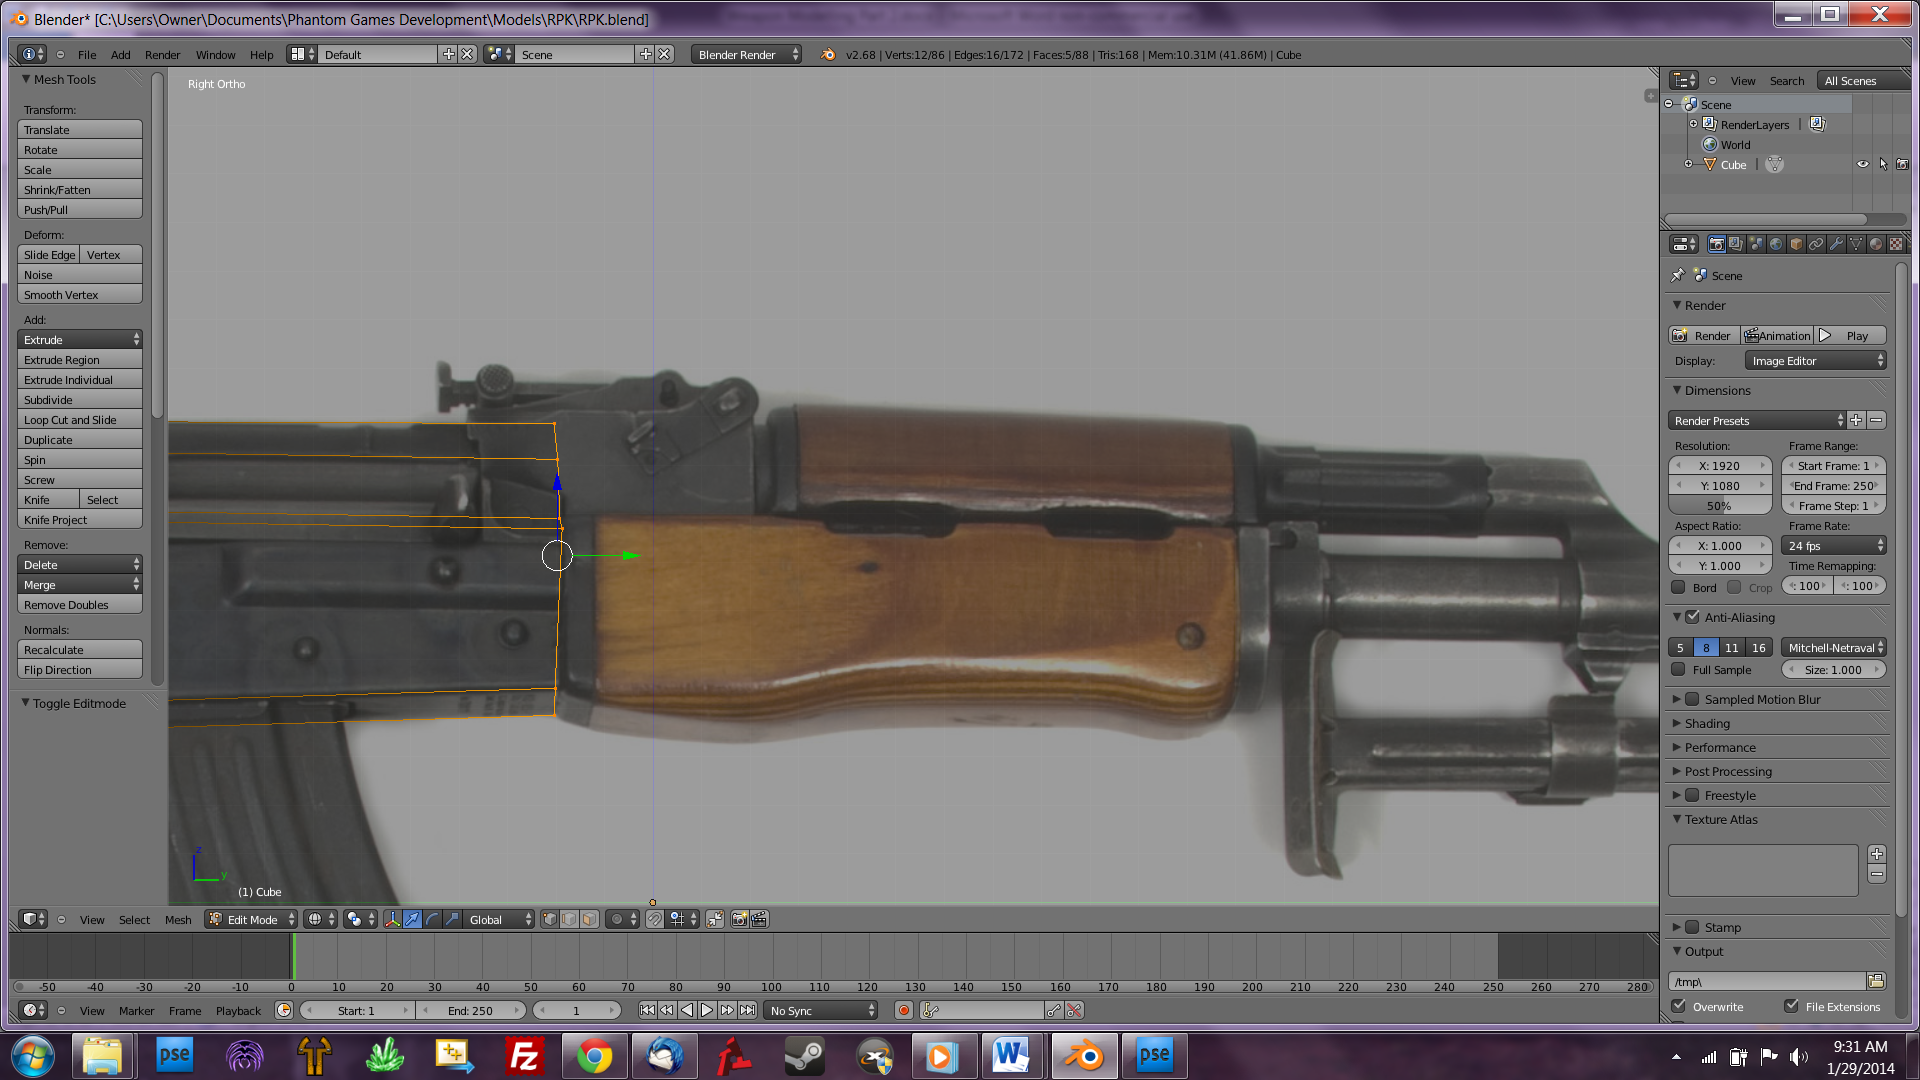 Blender* [C:\Users\Owner\Documents\Phantom Games Development\Models\RPK\RPK.blend]
File Add Render Window Help Default Scene Blender Render v2.68 | Verts:12/86 | Edges:16/172 | Faces:5/88 | Tris:168 | Mem:10.31M (41.86M) | Cube
Mesh Tools
Transform:
Translate
Rotate
Scale
Shrink/Fatten
Push/Pull
Deform:
Slide Edge Vertex
Noise
Smooth Vertex
Add:
Extrude
Extrude Region
Extrude Individual
Subdivide
Loop Cut and Slide
Duplicate
Spin
Screw
Knife Select
Knife Project
Remove:
Delete
Merge
Remove Doubles
Normals:
Recalculate
Flip Direction
Toggle Editmode
Right Ortho
z
y
(1) Cube
View Search All Scenes
Scene
RenderLayers
World
Cube
Scene
Render
Render Animation Play
Display: Image Editor
Dimensions
Render Presets
Resolution: Frame Range:
X: 1920 Start Frame: 1
Y: 1080 End Frame: 250
50% Frame Step: 1
Aspect Ratio: Frame Rate:
X: 1.000 24 fps
Y: 1.000 Time Remapping:
Bord Crop : 100 : 100
Anti-Aliasing
5 8 11 16 Mitchell-Netraval
Full Sample Size: 1.000
Sampled Motion Blur
Shading
Performance
Post Processing
Freestyle
Texture Atlas
Stamp
Output
/tmp\
Overwrite File Extensions
View Select Mesh Edit Mode Global
-50 -40 -30 -20 -10 0 10 20 30 40 50 60 70 80 90 100 110 120 130 140 150 160 170 180 190 200 210 220 230 240 250 260 270 280
View Marker Frame Playback Start: 1 End: 250 1 No Sync
pse Fz W pse
9:31 AM
1/29/2014